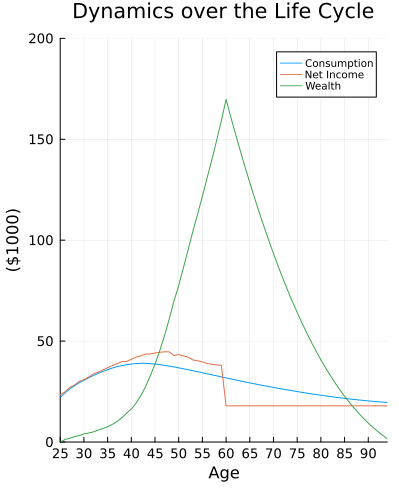 Dynamics over the Life Cycle
200
150
100
50
0
($1000)
Consumption
Net Income
Wealth
25 30 35 40 45 50 55 60 65 70 75 80 85 90
Age